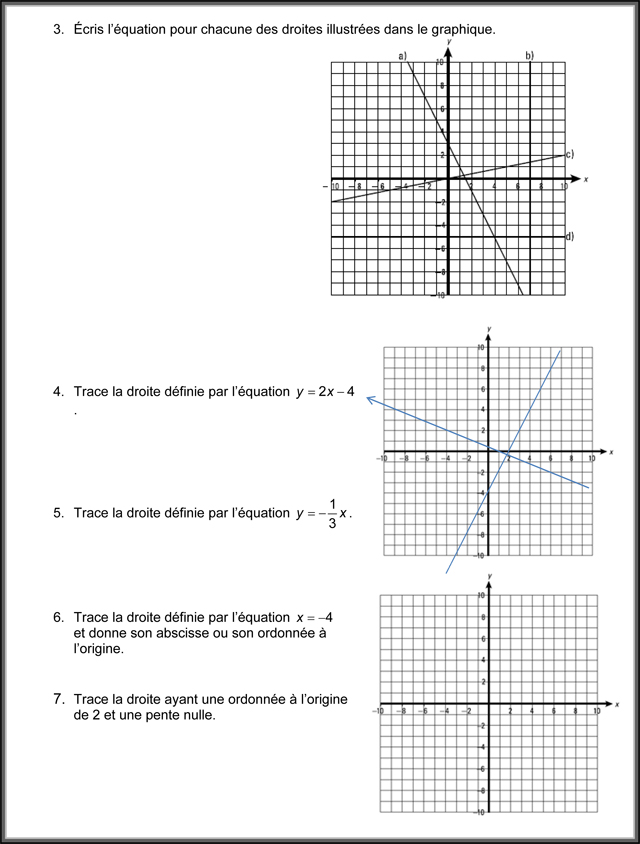 3. Écris l'équation pour chacune des droites illustrées dans le graphique.
y
a) b)
10
8
6
4
2
c)
-10 -8 -6 -4 -2 2 4 6 8 10 x
-2
-4
d)
-6
-8
-10
y
10
8
6
4. Trace la droite définie par l'équation y = 2x – 4
.
4
2
-10 -8 -6 -4 -2 2 4 6 8 10 x
-2
-4
-6
5. Trace la droite définie par l'équation y = –1/3 x.
-8
-10
y
10
8
6. Trace la droite définie par l'équation x = –4
et donne son abscisse ou son ordonnée à
l'origine.
6
4
2
7. Trace la droite ayant une ordonnée à l'origine
de 2 et une pente nulle.
-10 -8 -6 -4 -2 2 4 6 8 10 x
-2
-4
-6
-8
-10